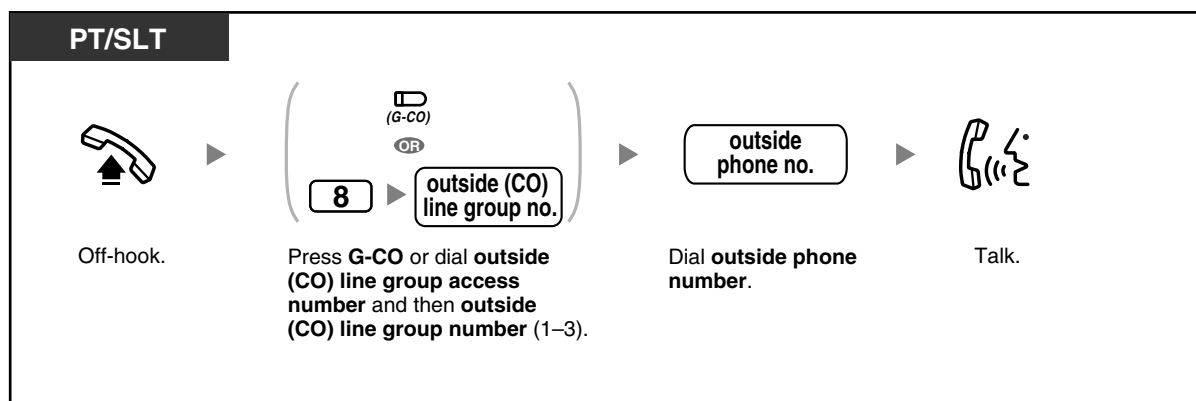 PT/SLT
(G-CO)
OR
8
outside (CO)
line group no.
outside
phone no.
Off-hook.
Press G-CO or dial outside
(CO) line group access
number and then outside
(CO) line group number (1–3).
Dial outside phone
number.
Talk.